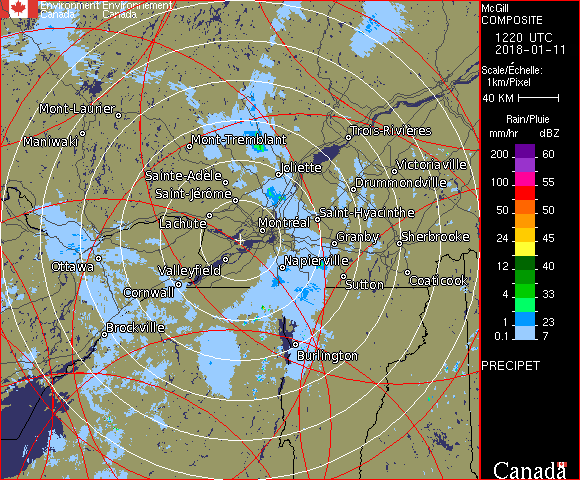 Environment Environnement
Canada Canada
McGill
COMPOSITE
1220 UTC
2018-01-11
Scale/Échelle:
1km/Pixel
40 KM
Rain/Pluie
mm/hr dBZ
200 60
100 55
50 50
24 45
12 40
4 33
1 23
0.1 7
PRECIPET
Canada
Mont-Laurier
Maniwaki
Mont-Tremblant
Trois-Rivières
Joliette
Victoriaville
Sainte-Adèle
Drummondville
Saint-Jérôme
Saint-Hyacinthe
Lachute
Montréal
Granby
Sherbrooke
Ottawa
Valleyfield
Napierville
Cornwall
Sutton
Coaticook
Brockville
Burlington